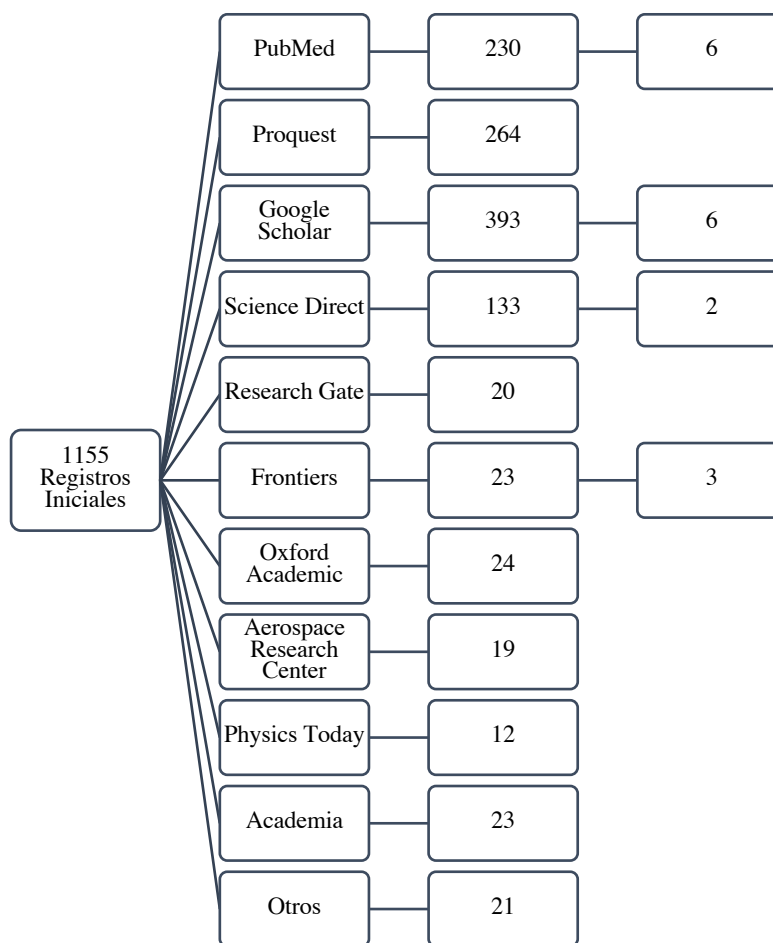 PubMed
230
6
Proquest
264
Google
Scholar
393
6
Science Direct
133
2
Research Gate
20
1155
Registros
Iniciales
Frontiers
23
3
Oxford
Academic
24
Aerospace
Research
Center
19
Physics Today
12
Academia
23
Otros
21